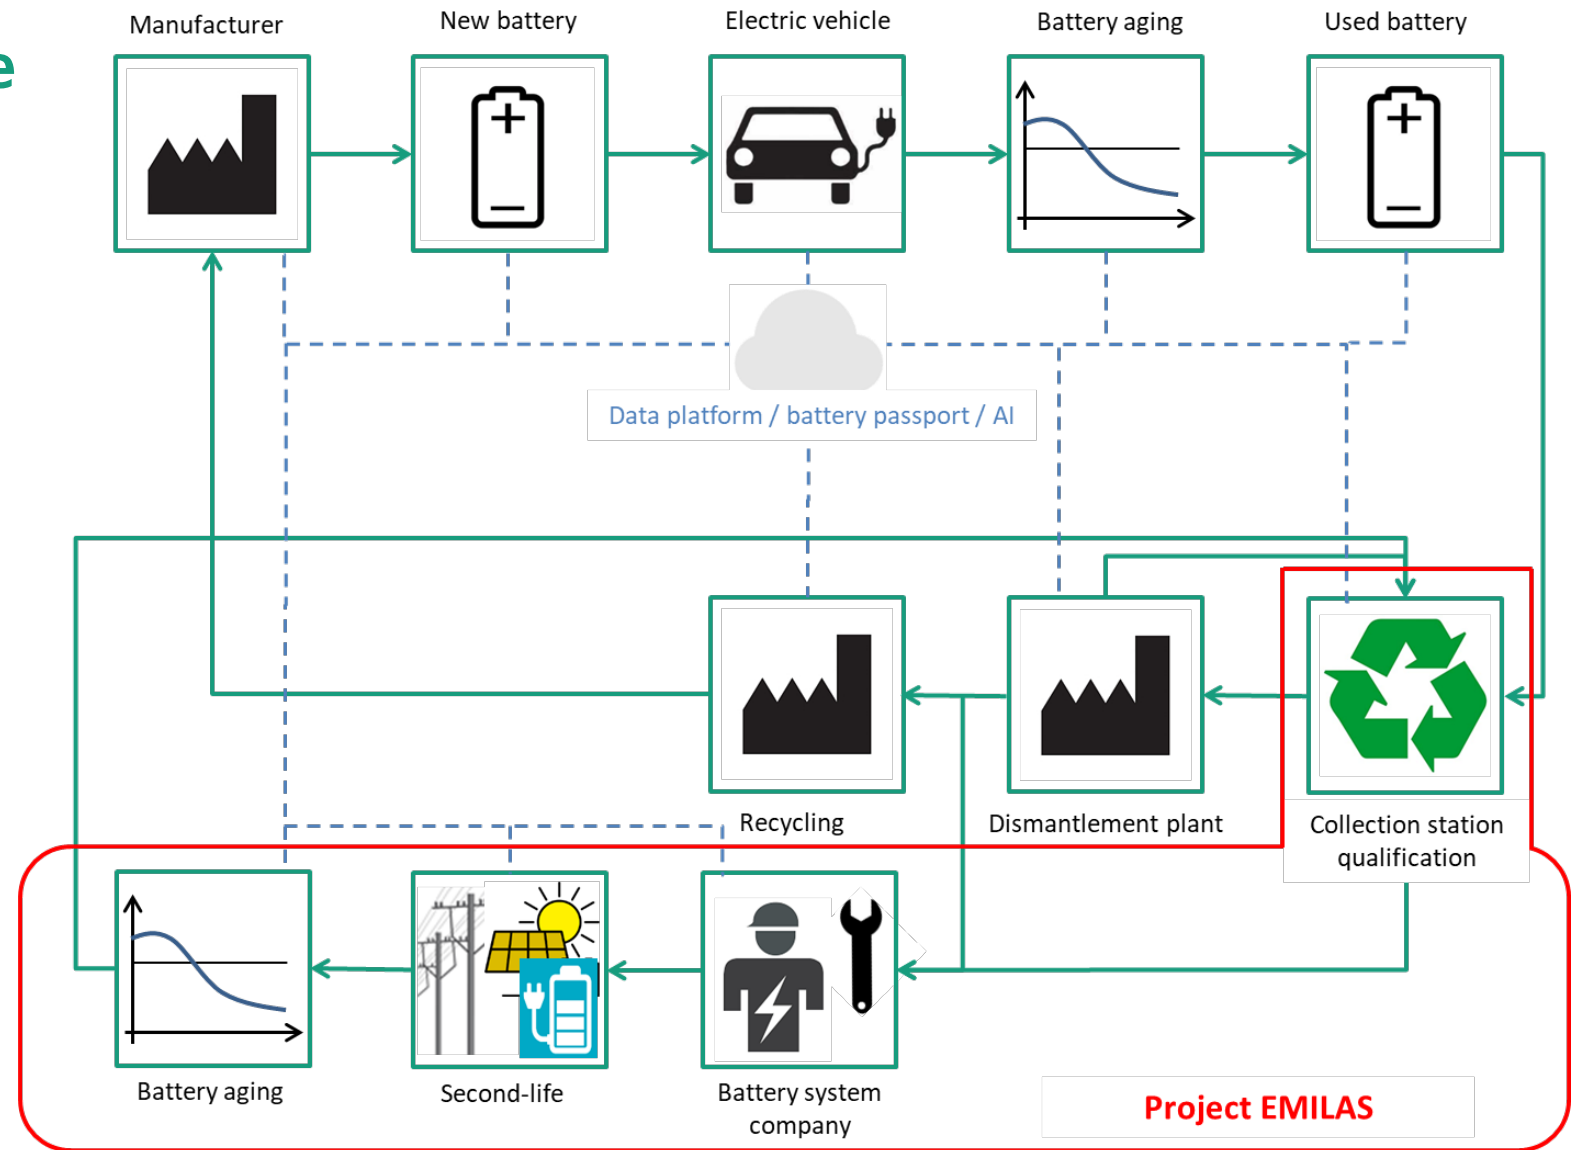 e
Manufacturer
New battery
Electric vehicle
Battery aging
Used battery
Data platform / battery passport / AI
Recycling
Dismantlement plant
Collection station
qualification
Battery aging
Second-life
Battery system
company
Project EMILAS